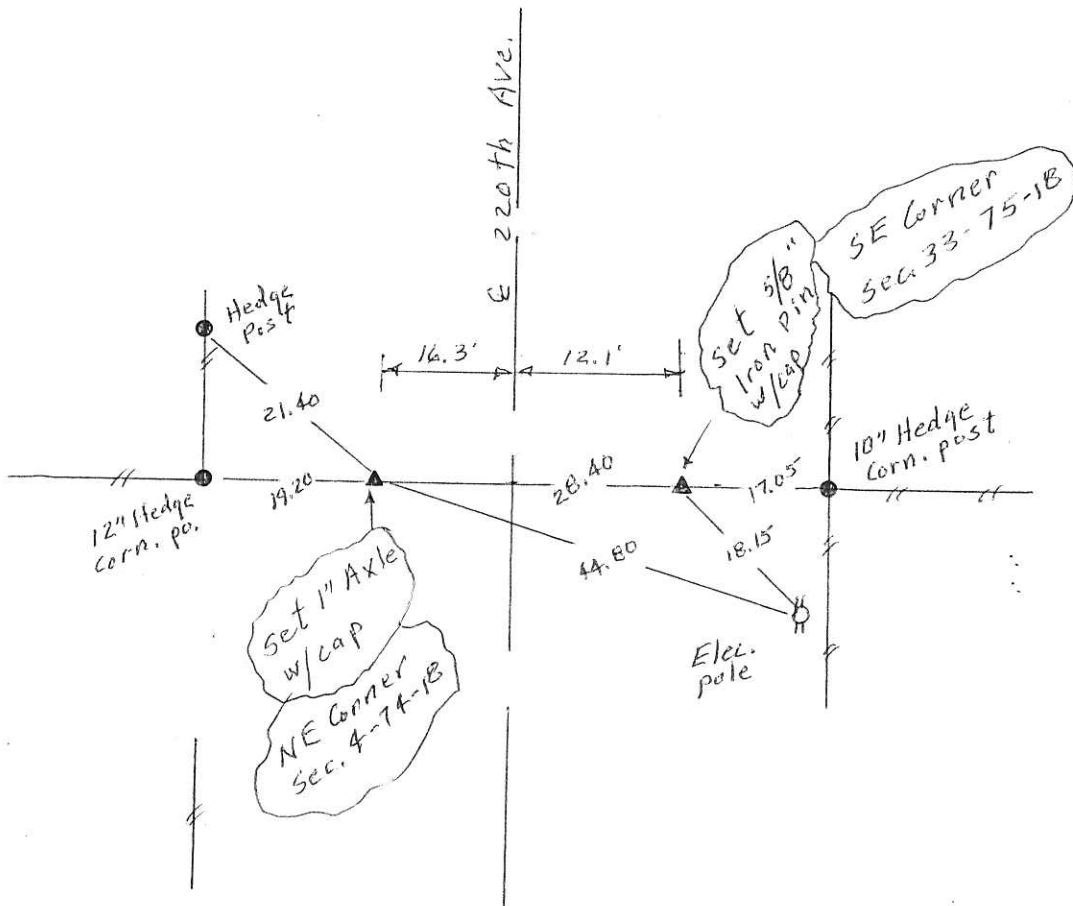 ℄ 220th Ave.
SE Corner
Sec. 33-75-18
Set 5/8"
Iron pin
w/cap
Hedge
post
16.3'
12.1'
21.40
10" Hedge
Corn. post
19.20
28.40
17.05
12" Hedge
Corn. po.
44.80
18.15
Set 1" Axle
w/cap
NE Corner
Sec. 4-74-18
Elec.
pole